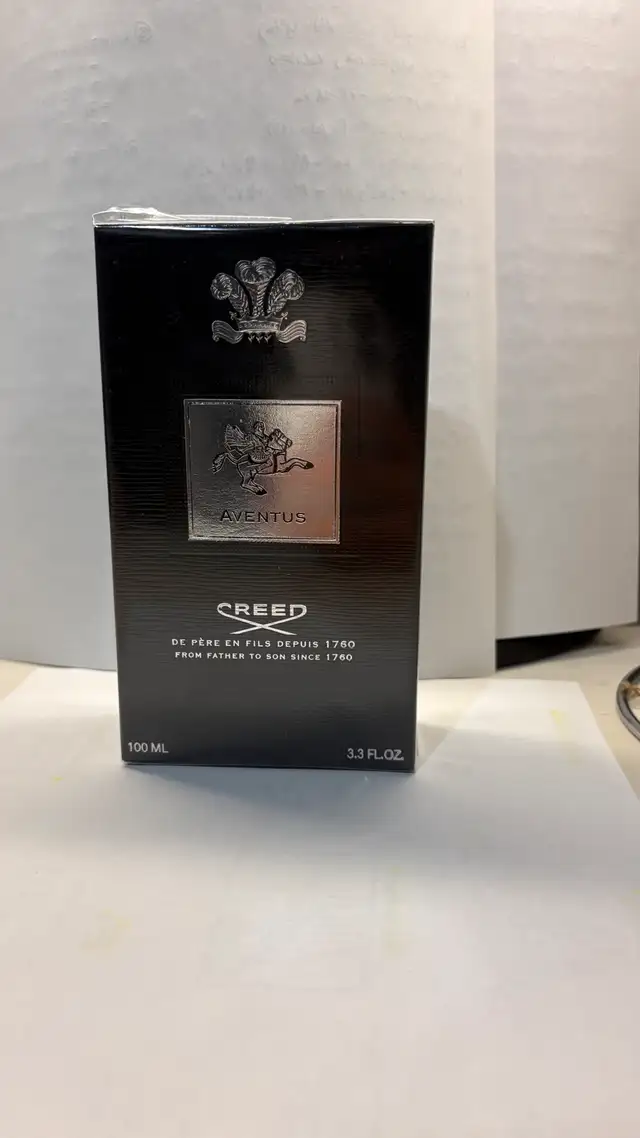 AVENTUS
CREED
DE PÈRE EN FILS DEPUIS 1760
FROM FATHER TO SON SINCE 1760
100 ML
3.3 FL.OZ.